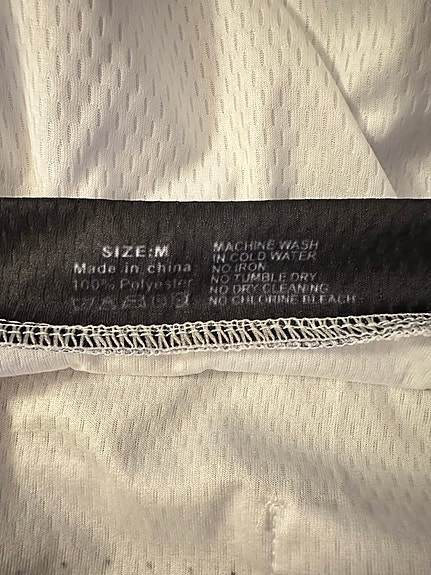 SIZE:M
Made in china
100% Polyester
MACHINE WASH
IN COLD WATER
NO IRON
NO TUMBLE DRY
NO DRY CLEANING
NO CHLORINE BLEACH